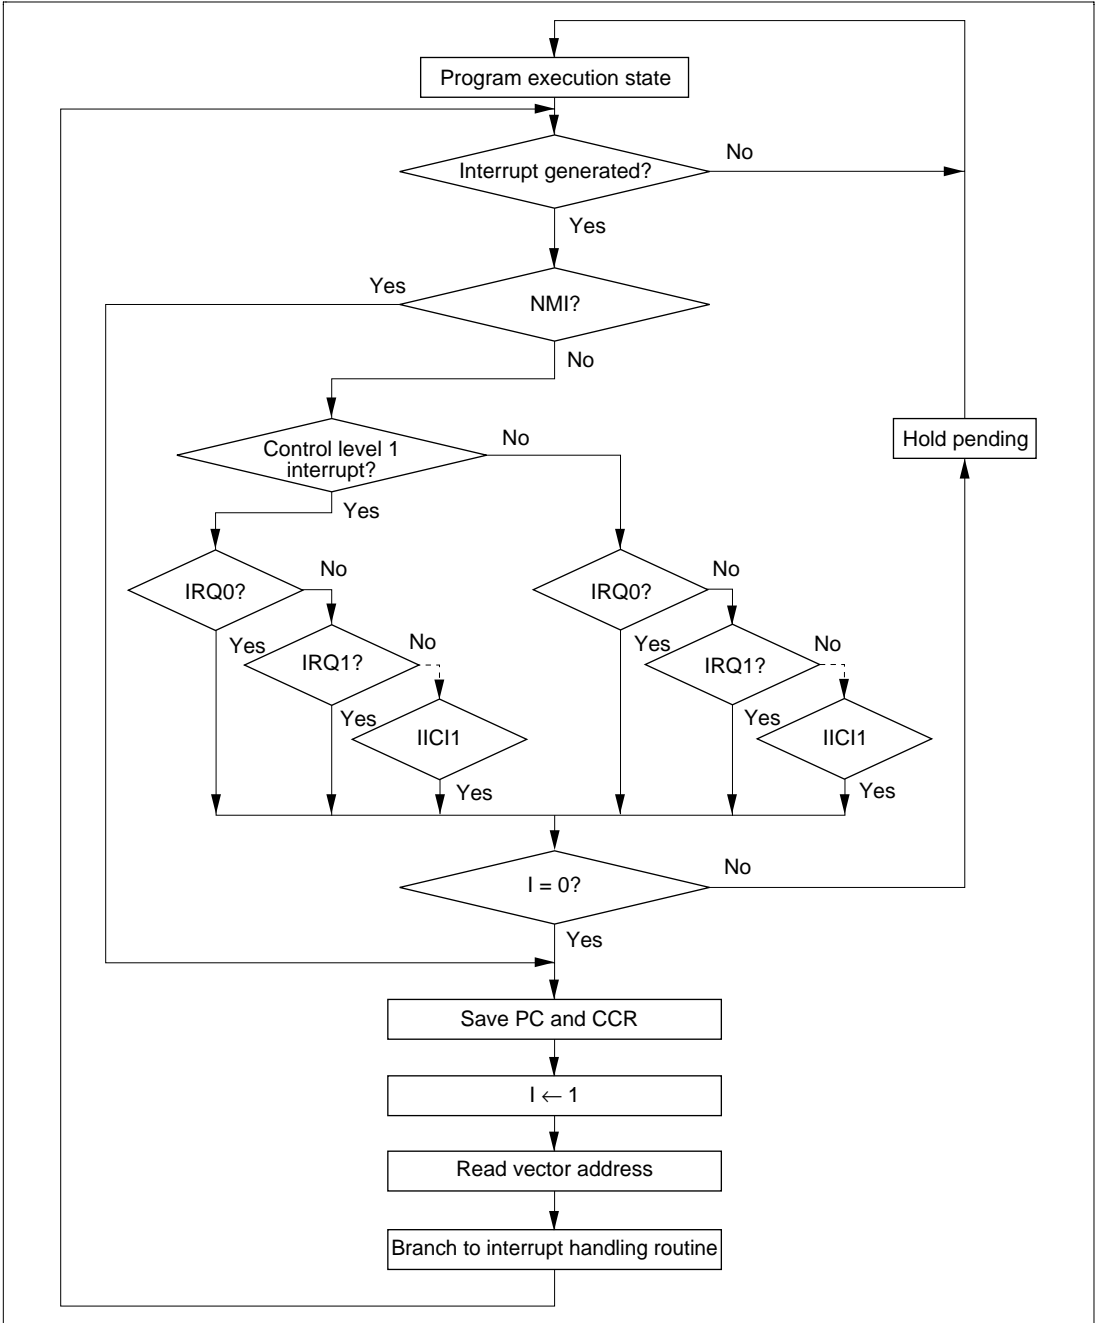 Program execution state
Interrupt generated?
No
Yes
Yes
NMI?
No
Control level 1
interrupt?
No
Hold pending
Yes
IRQ0?
No
IRQ0?
No
Yes
IRQ1?
No
Yes
IRQ1?
No
Yes
IICI1
Yes
IICI1
Yes
Yes
I = 0?
No
Yes
Save PC and CCR
I ← 1
Read vector address
Branch to interrupt handling routine